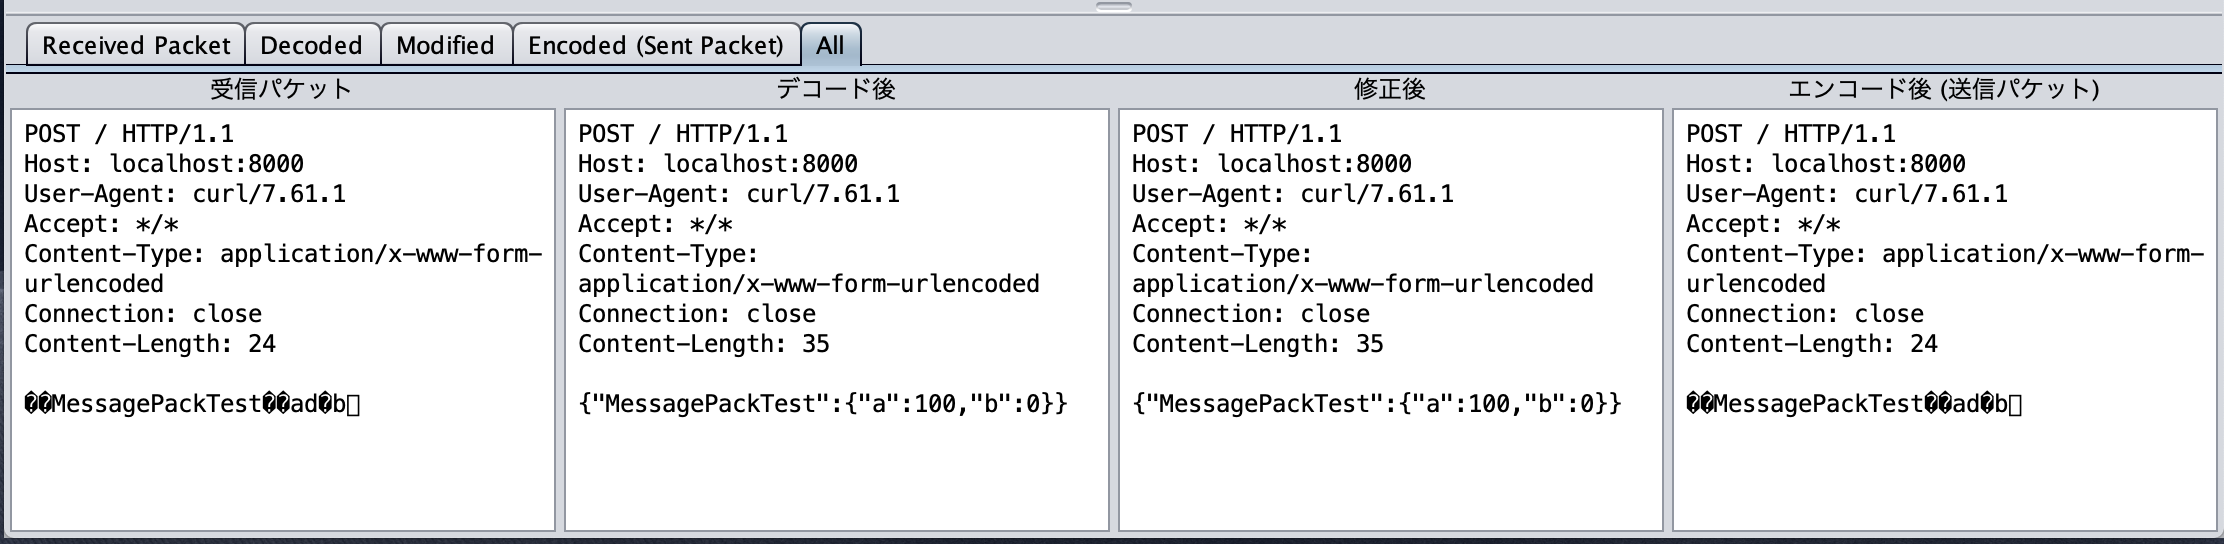 Received Packet
Decoded
Modified
Encoded (Sent Packet)
All
受信パケット
POST / HTTP/1.1
Host: localhost:8000
User-Agent: curl/7.61.1
Accept: */*
Content-Type: application/x-www-form-
urlencoded
Connection: close
Content-Length: 24
��MessagePackTest��ad�b
デコード後
POST / HTTP/1.1
Host: localhost:8000
User-Agent: curl/7.61.1
Accept: */*
Content-Type:
application/x-www-form-urlencoded
Connection: close
Content-Length: 35
{"MessagePackTest":{"a":100,"b":0}}
修正後
POST / HTTP/1.1
Host: localhost:8000
User-Agent: curl/7.61.1
Accept: */*
Content-Type:
application/x-www-form-urlencoded
Connection: close
Content-Length: 35
{"MessagePackTest":{"a":100,"b":0}}
エンコード後 (送信パケット)
POST / HTTP/1.1
Host: localhost:8000
User-Agent: curl/7.61.1
Accept: */*
Content-Type: application/x-www-form-
urlencoded
Connection: close
Content-Length: 24
��MessagePackTest��ad�b